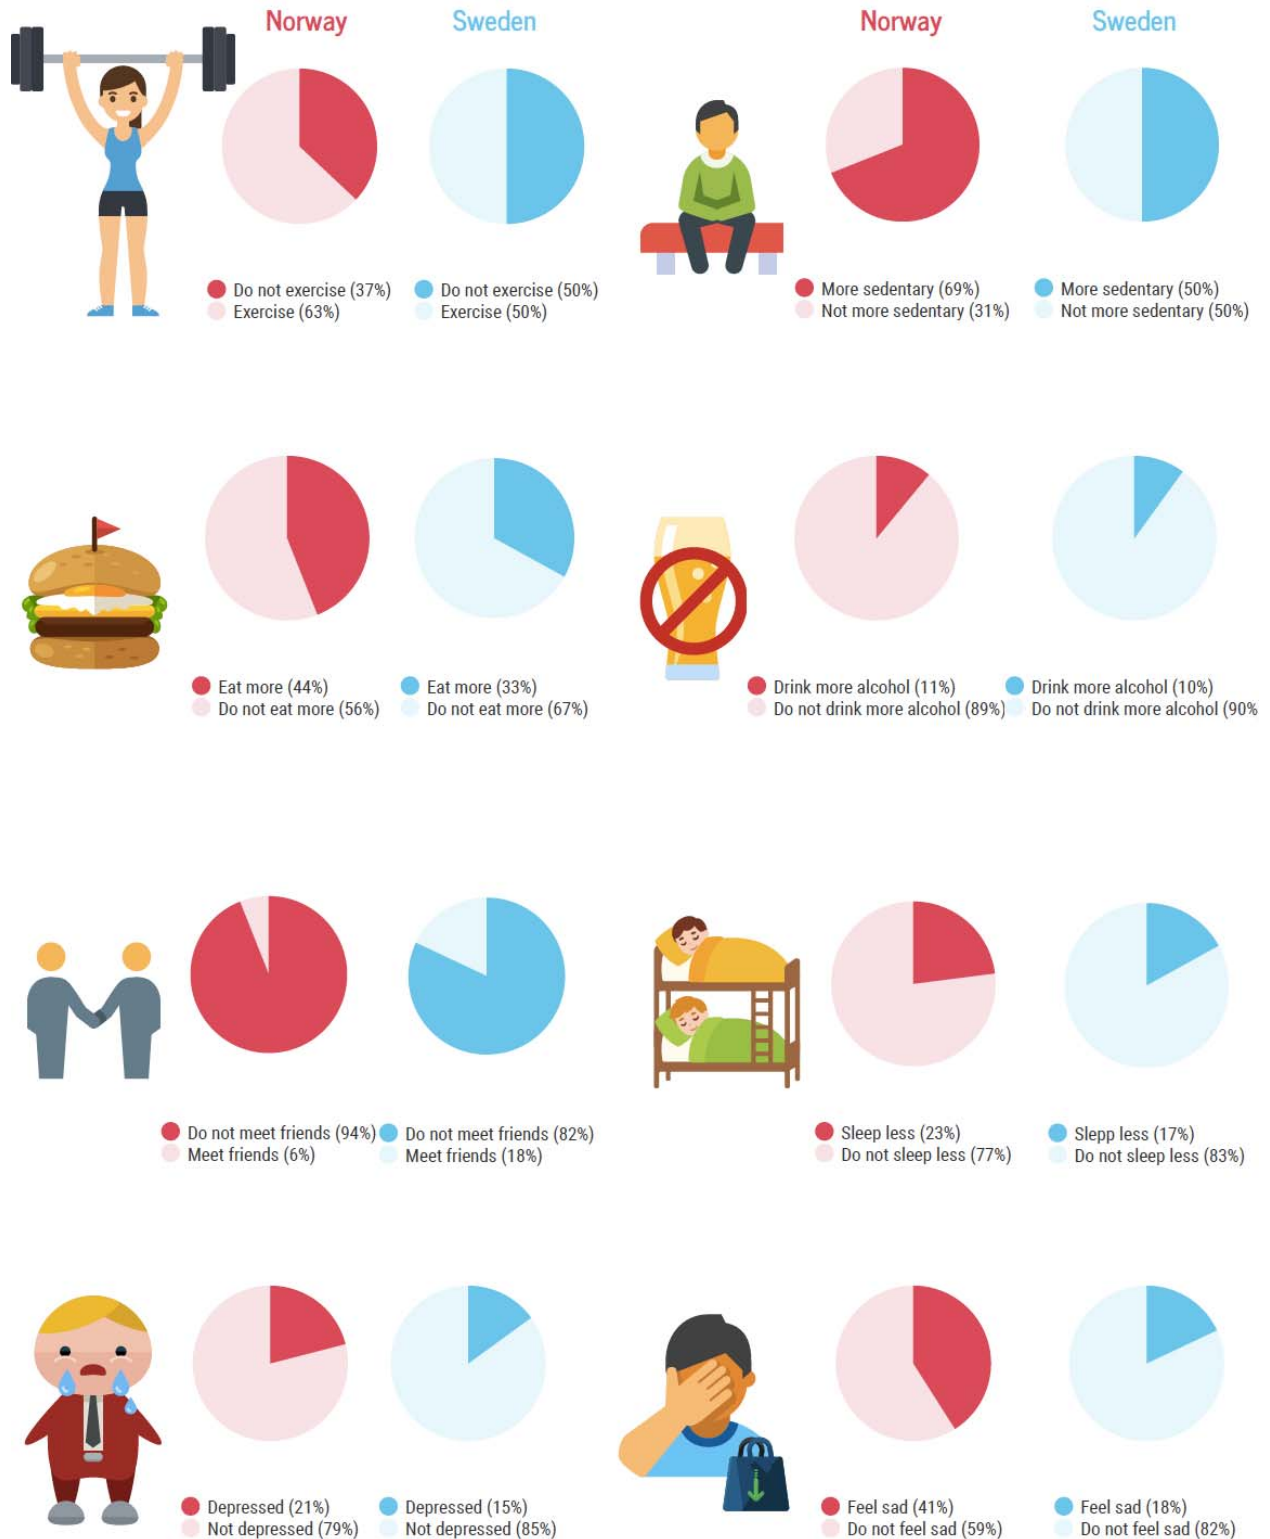 Norway
Sweden
Norway
Sweden
Do not exercise (37%)
Exercise (63%)
Do not exercise (50%)
Exercise (50%)
More sedentary (69%)
Not more sedentary (31%)
More sedentary (50%)
Not more sedentary (50%)
Eat more (44%)
Do not eat more (56%)
Eat more (33%)
Do not eat more (67%)
Drink more alcohol (11%)
Do not drink more alcohol (89%)
Drink more alcohol (10%)
Do not drink more alcohol (90%
Do not meet friends (94%)
Meet friends (6%)
Do not meet friends (82%)
Meet friends (18%)
Sleep less (23%)
Do not sleep less (77%)
Slepp less (17%)
Do not sleep less (83%)
Depressed (21%)
Not depressed (79%)
Depressed (15%)
Not depressed (85%)
Feel sad (41%)
Do not feel sad (59%)
Feel sad (18%)
Do not feel sad (82%)